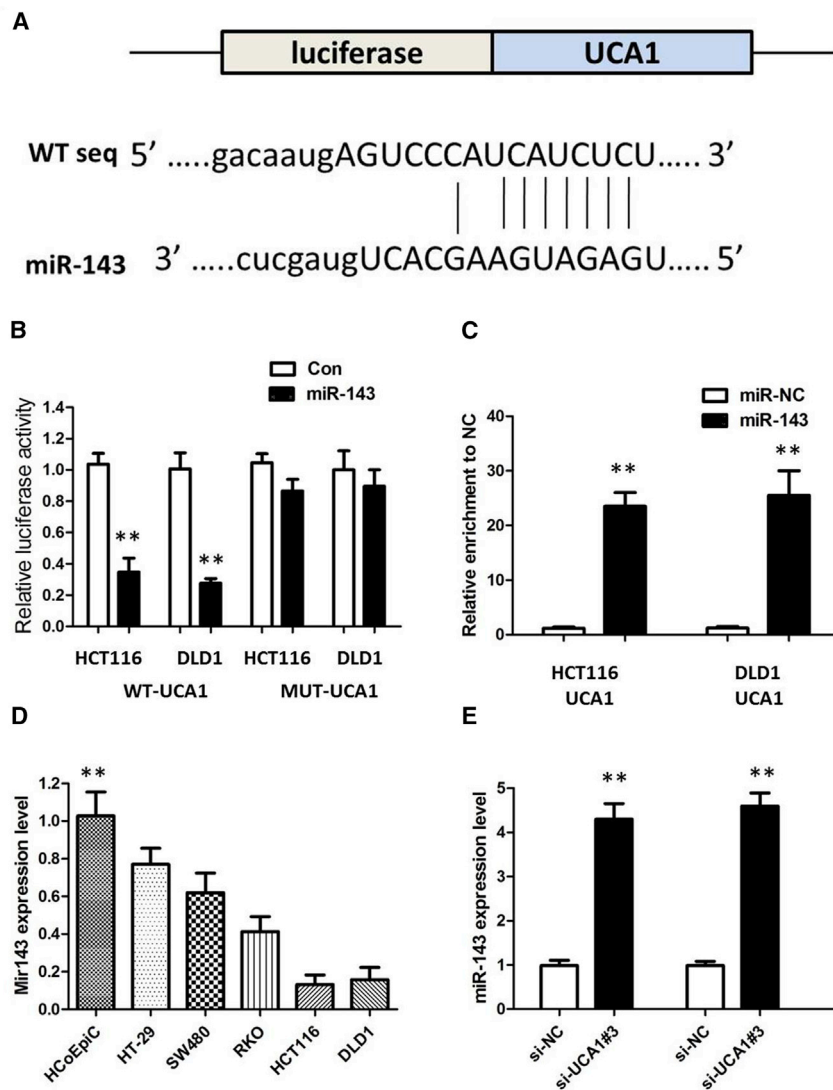 A
luciferase UCA1
WT seq 5’ .....gacaaugAGUCCCAUCAUCUCU..... 3’
miR-143 3’ .....cucgaugUCACGAAGUAGAGU..... 5’
B
Con
miR-143
Relative luciferase activity
1.4
1.2
1.0
0.8
0.6
0.4
0.2
0.0
** **
HCT116 DLD1 HCT116 DLD1
WT-UCA1 MUT-UCA1
C
miR-NC
miR-143
Relative enrichment to NC
40
30
20
10
0
** **
HCT116 DLD1
UCA1 UCA1
D
Mir143 expression level
1.2
1.0
0.8
0.6
0.4
0.2
0.0
**
HCoEpiC HT-29 SW480 RKO HCT116 DLD1
E
miR-143 expression level
5
4
3
2
1
0
** **
si-NC si-UCA1#3 si-NC si-UCA1#3